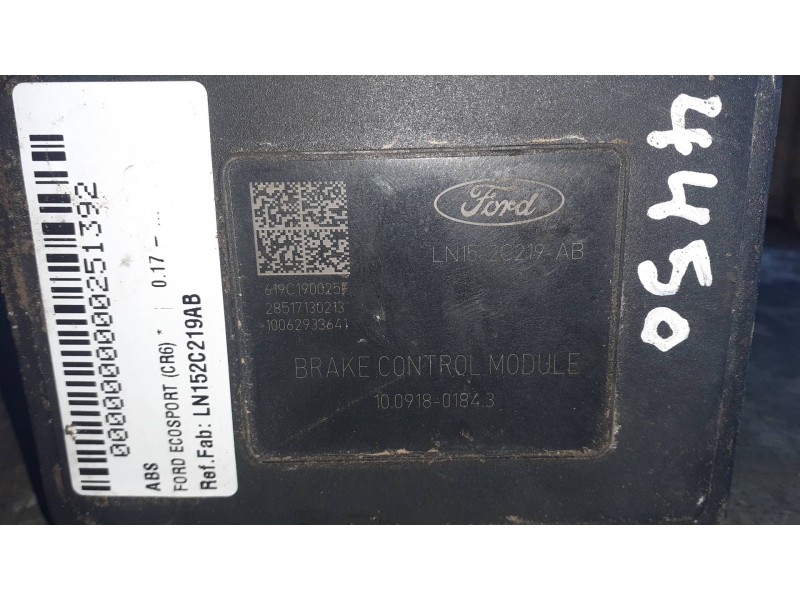 0000000000251392
ABS
FORD ECOSPORT (CR6) * | 0.17 - ...
Ref.Fab: LN152C219AB
Ford
LN15-2C219-AB
619C190025F
28517130213
10062933641
BRAKE CONTROL MODULE
10.0918-0184.3
4450